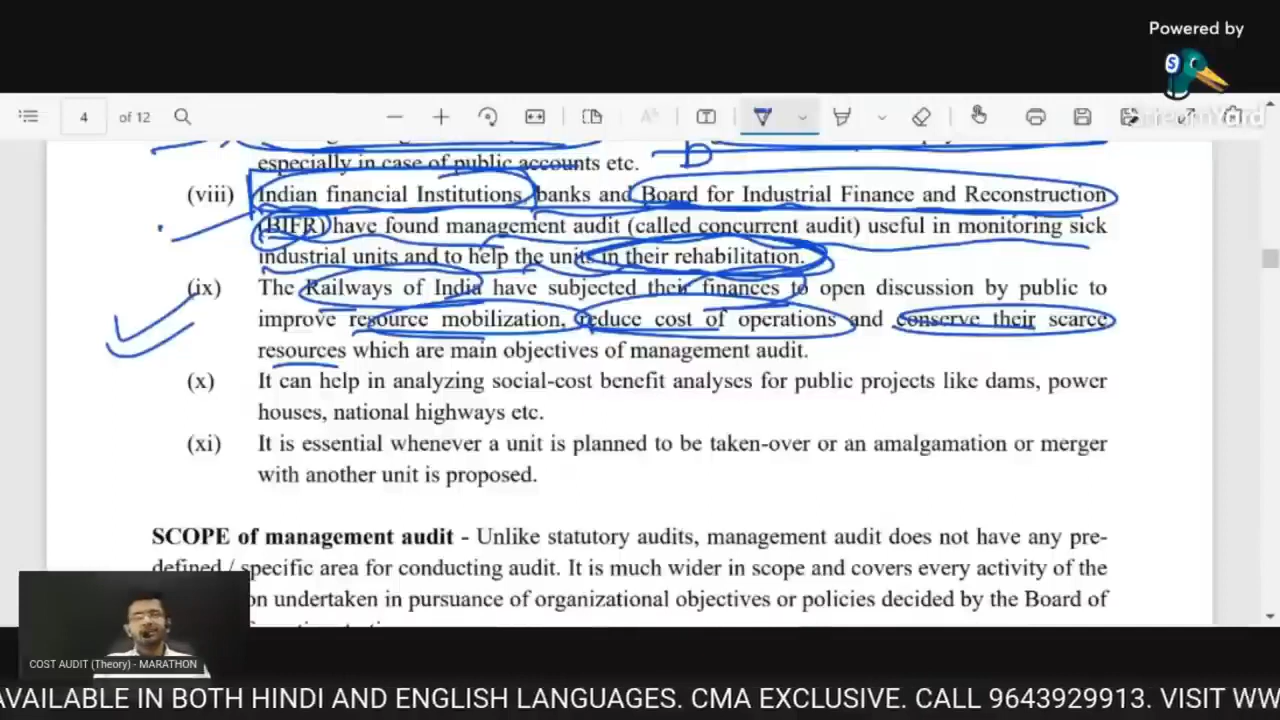 Powered by
4 of 12
especially in case of public accounts etc.
(viii) Indian financial Institutions, banks and Board for Industrial Finance and Reconstruction
(BIFR) have found management audit (called concurrent audit) useful in monitoring sick
industrial units and to help the units in their rehabilitation.
(ix) The Railways of India have subjected their finances to open discussion by public to
improve resource mobilization, reduce cost of operations and conserve their scarce
resources which are main objectives of management audit.
(x) It can help in analyzing social-cost benefit analyses for public projects like dams, power
houses, national highways etc.
(xi) It is essential whenever a unit is planned to be taken-over or an amalgamation or merger
with another unit is proposed.
SCOPE of management audit - Unlike statutory audits, management audit does not have any pre-
defined / specific area for conducting audit. It is much wider in scope and covers every activity of the
on undertaken in pursuance of organizational objectives or policies decided by the Board of
COST AUDIT (Theory) - MARATHON
AVAILABLE IN BOTH HINDI AND ENGLISH LANGUAGES. CMA EXCLUSIVE. CALL 9643929913. VISIT WW